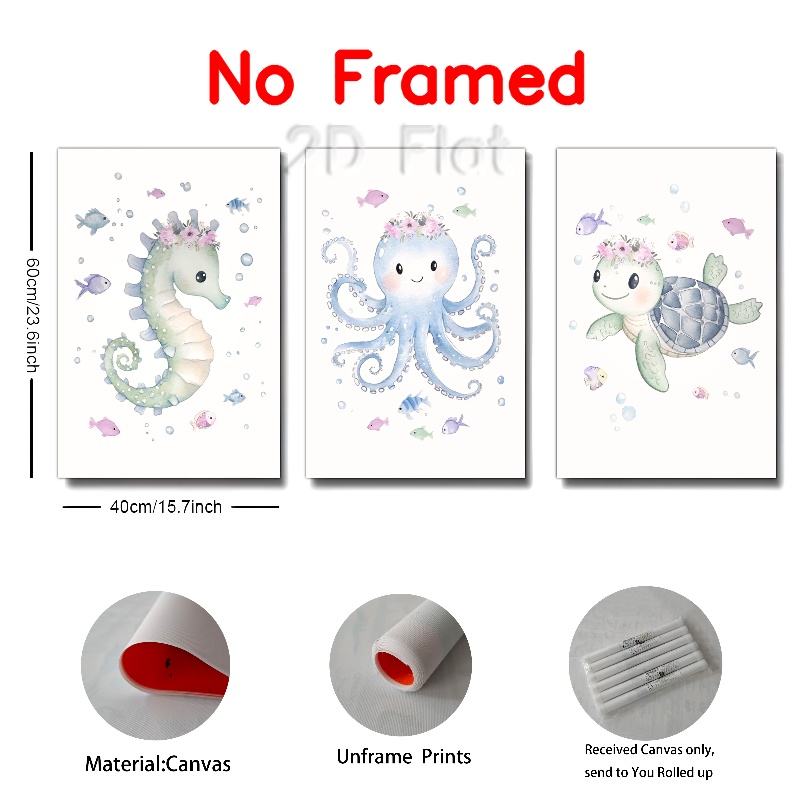 No Framed
2D Flat
60cm/23.6inch
40cm/15.7inch
Material:Canvas
Unframe Prints
Received Canvas only,
send to You Rolled up